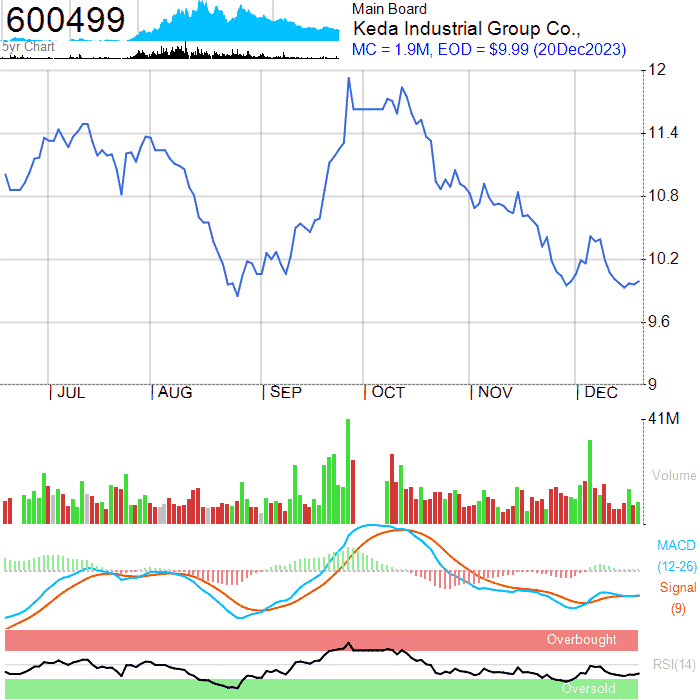 600499
5yr Chart
Main Board
Keda Industrial Group Co.,
MC = 1.9M, EOD = $9.99 (20Dec2023)
12
11.4
10.8
10.2
9.6
9
JUL AUG SEP OCT NOV DEC
41M
Volume
MACD
(12-26)
Signal
(9)
Overbought
RSI(14)
Oversold